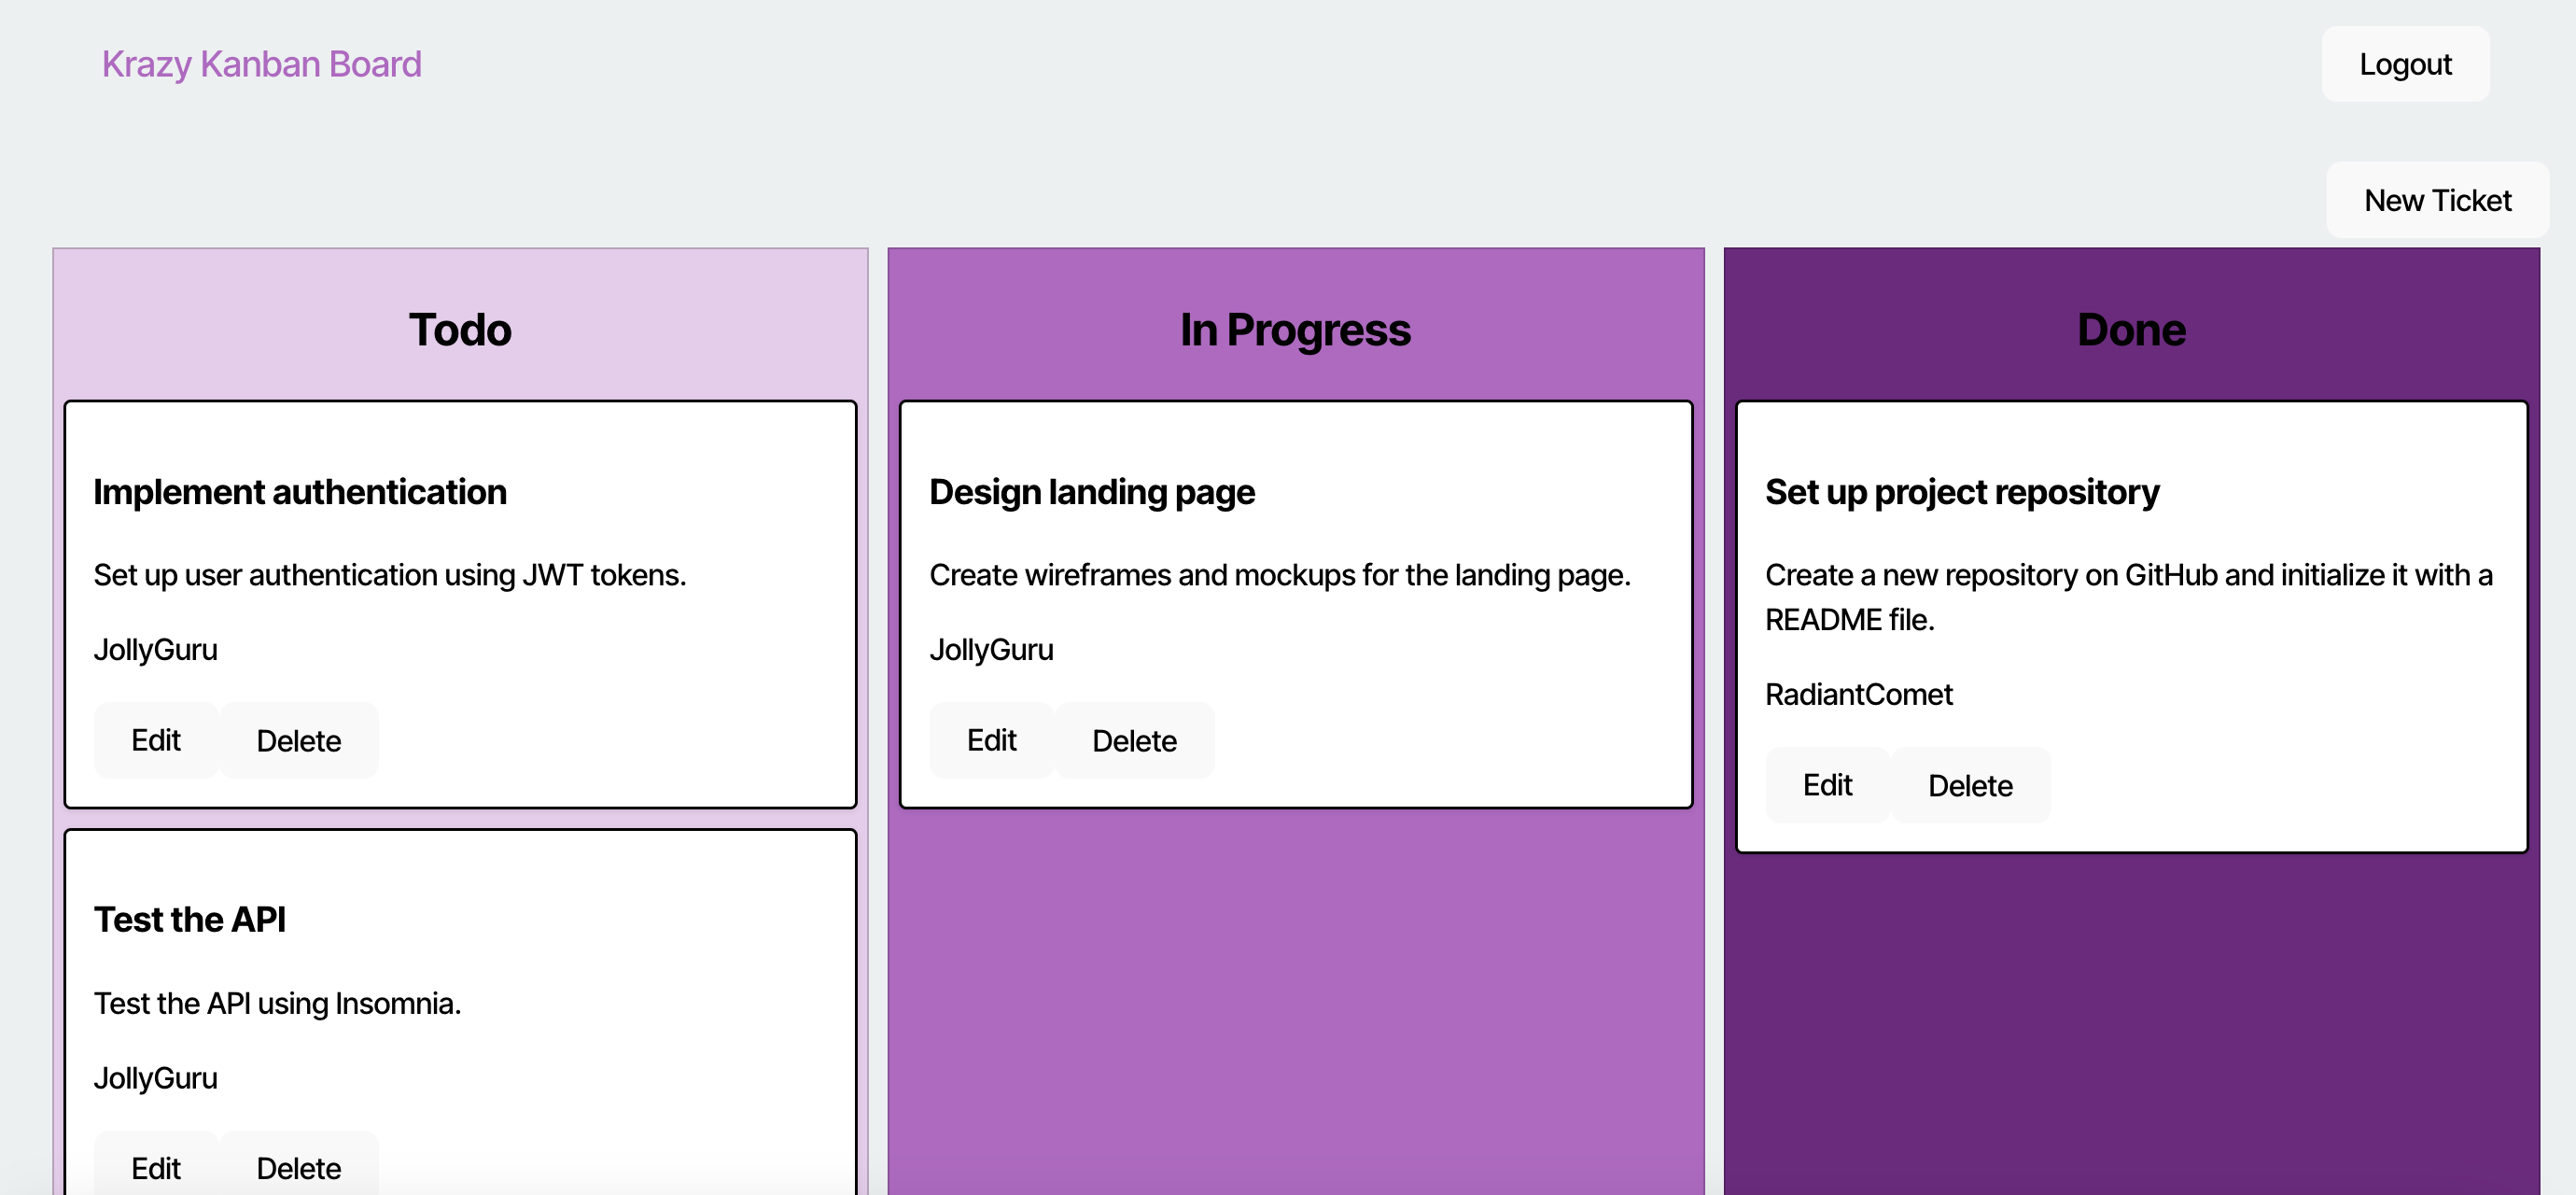 Krazy Kanban Board
Logout
New Ticket
Todo
Implement authentication
Set up user authentication using JWT tokens.
JollyGuru
Edit
Delete
Test the API
Test the API using Insomnia.
JollyGuru
Edit
Delete
In Progress
Design landing page
Create wireframes and mockups for the landing page.
JollyGuru
Edit
Delete
Done
Set up project repository
Create a new repository on GitHub and initialize it with a
README file.
RadiantComet
Edit
Delete